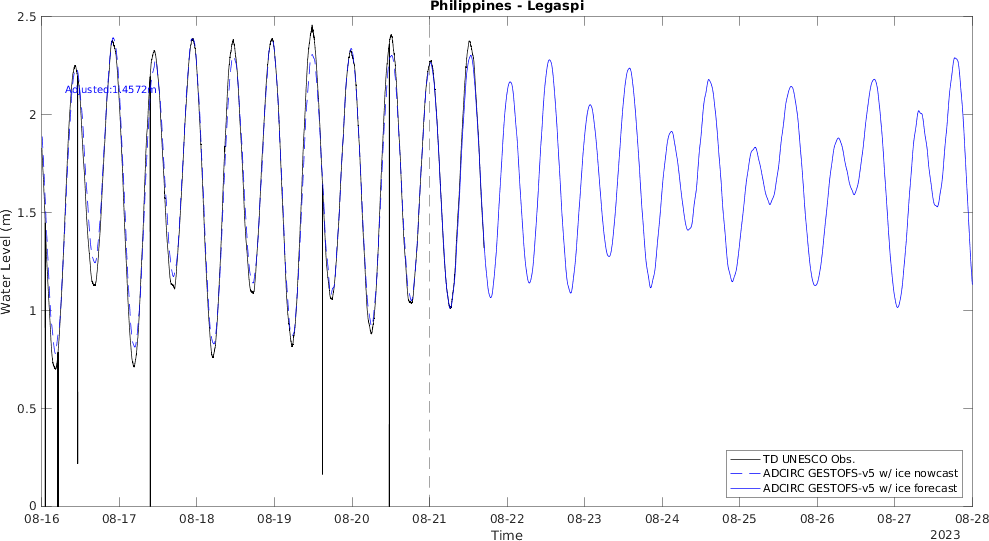 Philippines - Legaspi
2.5
2
1.5
1
0.5
0
Water Level (m)
Adjusted:1.4572m
TD UNESCO Obs.
ADCIRC GESTOFS-v5 w/ ice nowcast
ADCIRC GESTOFS-v5 w/ ice forecast
08-16 08-17 08-18 08-19 08-20 08-21 08-22 08-23 08-24 08-25 08-26 08-27 08-28
Time
2023